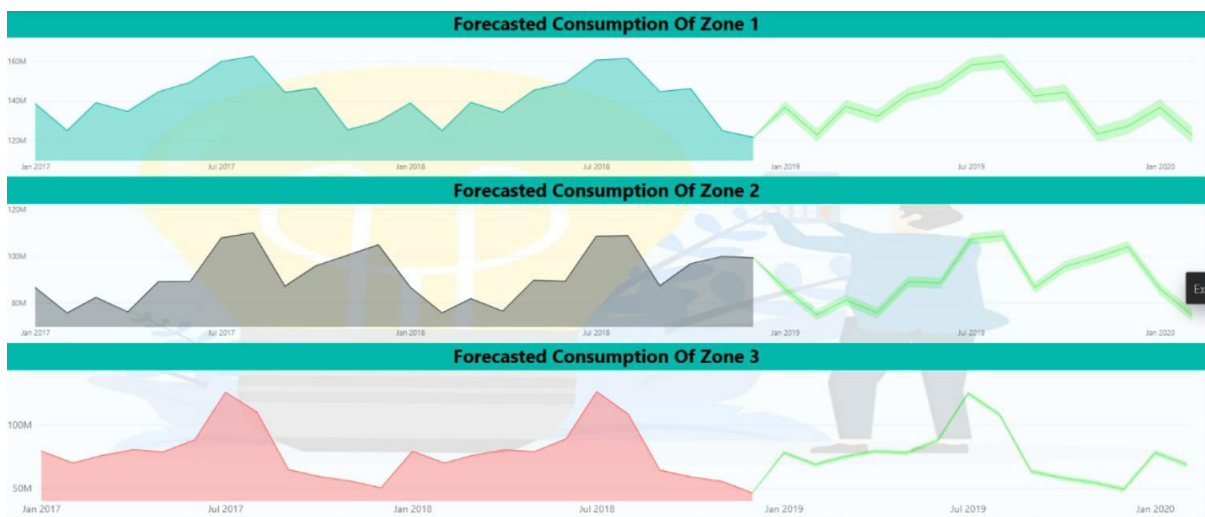 Forecasted Consumption Of Zone 1
160M
140M
120M
Jan 2017 Jul 2017 Jan 2018 Jul 2018 Jan 2019 Jul 2019 Jan 2020
Forecasted Consumption Of Zone 2
120M
100M
80M
Ex
Jan 2017 Jul 2017 Jan 2018 Jul 2018 Jan 2019 Jul 2019 Jan 2020
Forecasted Consumption Of Zone 3
100M
50M
Jan 2017 Jul 2017 Jan 2018 Jul 2018 Jan 2019 Jul 2019 Jan 2020